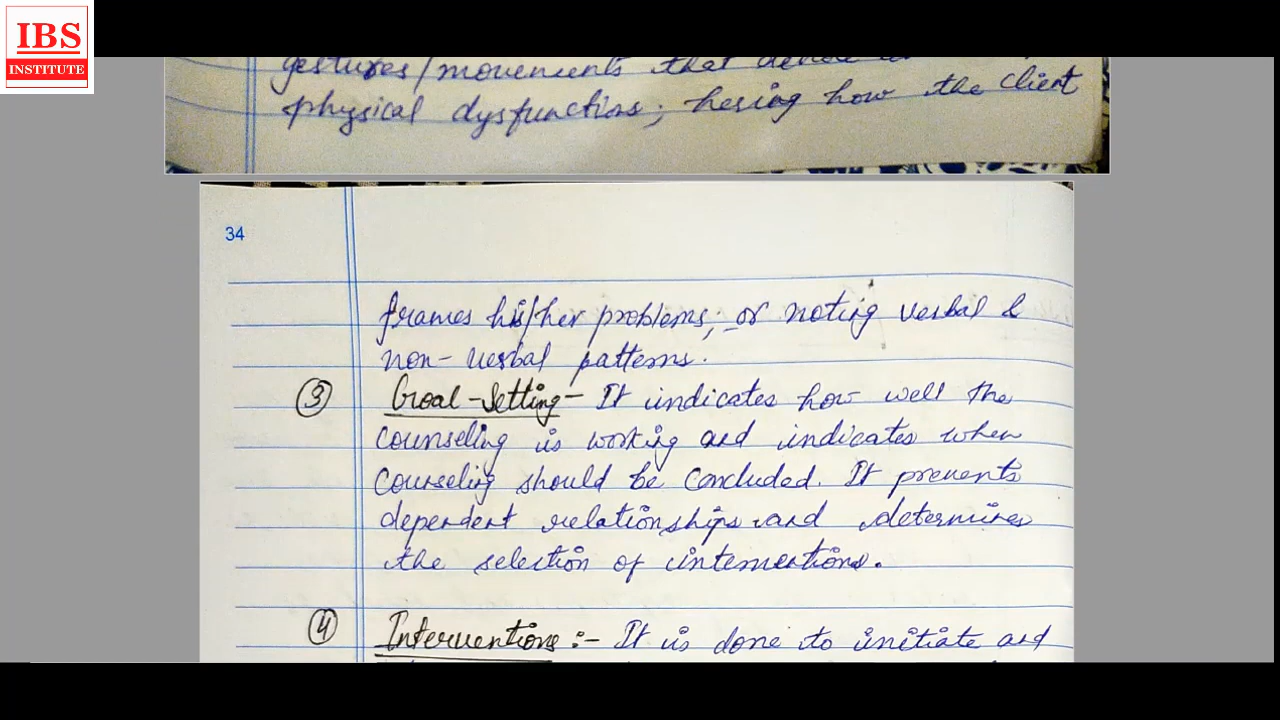 IBS
INSTITUTE
gestures/movements that
physical dysfunctions; hering how the client
34
frames his/her problems; or noting verbal &
non-verbal patterns.
③ Goal-Setting- It indicates how well the
counseling is working and indicates when
counseling should be concluded. It prevents
dependent relationships and determines
the selection of interventions.
④ Interventions:- It is done to initiate and